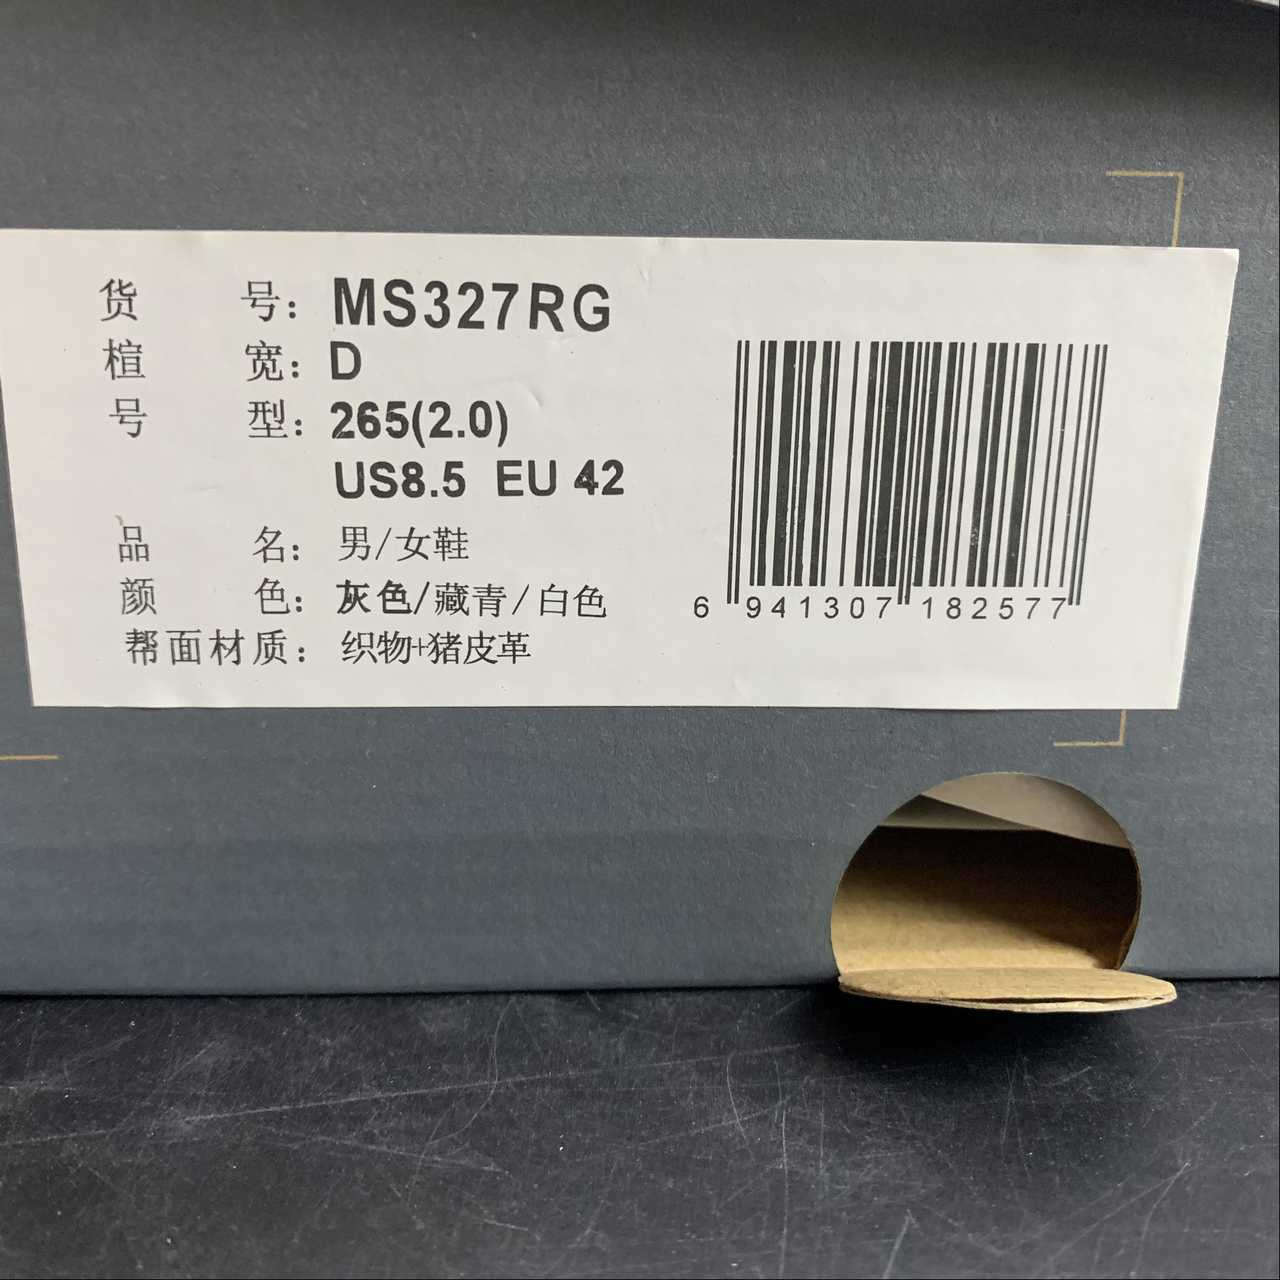 货 号: MS327RG
楦 宽: D
号 型: 265(2.0)
US8.5 EU 42
品 名: 男/女鞋
颜 色: 灰色/藏青/白色
帮面材质: 织物+猪皮革
6 941307 182577